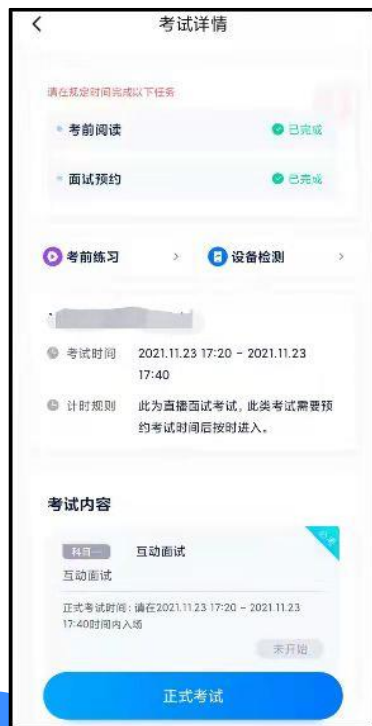 考试详情
请在规定时间完成以下任务
考前阅读 已完成
面试预约 已完成
考前练习 设备检测
考试时间 2021.11.23 17:20 - 2021.11.23
17:40
计时规则 此为直播面试考试，此类考试需要预
约考试时间后按时进入。
考试内容
科目一 互动面试
互动面试
正式考试时间：请在2021.11.23 17:20 - 2021.11.23
17:40时间内入场
未开始
正式考试